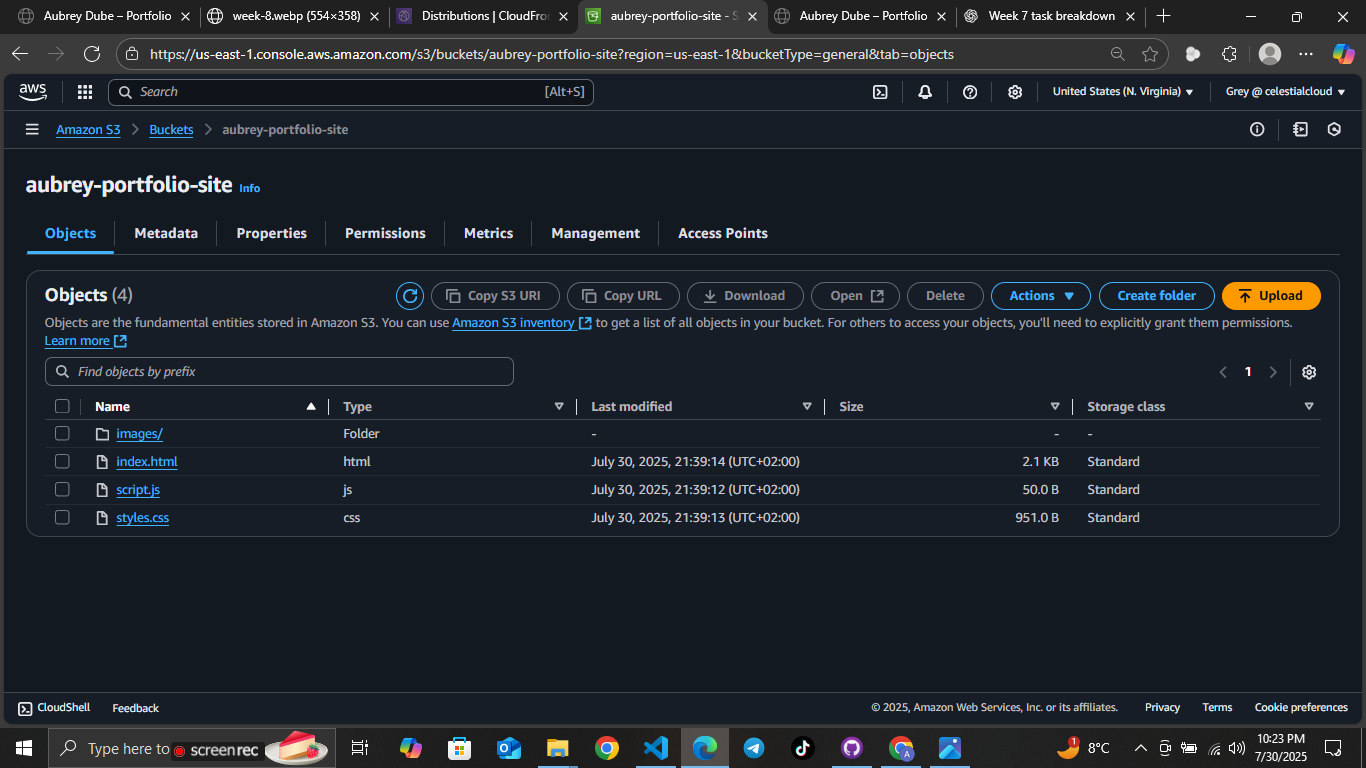 Aubrey Dube – Portfolio
week-8.webp (554×358)
Distributions | CloudFro
aubrey-portfolio-site - S
Aubrey Dube – Portfolio
Week 7 task breakdown
https://us-east-1.console.aws.amazon.com/s3/buckets/aubrey-portfolio-site?region=us-east-1&bucketType=general&tab=objects
aws
Search [Alt+S]
United States (N. Virginia)
Grey @ celestialcloud
Amazon S3
Buckets
aubrey-portfolio-site
aubrey-portfolio-site Info
Objects Metadata Properties Permissions Metrics Management Access Points
Objects (4)
Copy S3 URI Copy URL Download Open Delete Actions Create folder Upload
Objects are the fundamental entities stored in Amazon S3. You can use Amazon S3 inventory to get a list of all objects in your bucket. For others to access your objects, you'll need to explicitly grant them permissions.
Learn more
Find objects by prefix
1
Name Type Last modified Size Storage class
images/ Folder - - -
index.html html July 30, 2025, 21:39:14 (UTC+02:00) 2.1 KB Standard
script.js js July 30, 2025, 21:39:12 (UTC+02:00) 50.0 B Standard
styles.css css July 30, 2025, 21:39:13 (UTC+02:00) 951.0 B Standard
CloudShell Feedback
© 2025, Amazon Web Services, Inc. or its affiliates. Privacy Terms Cookie preferences
Type here to
screenrec
1
8°C
10:23 PM
7/30/2025